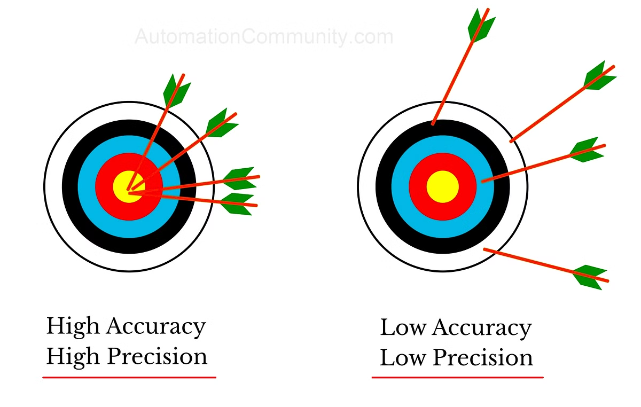 AutomationCommunity.com
High Accuracy
High Precision
Low Accuracy
Low Precision